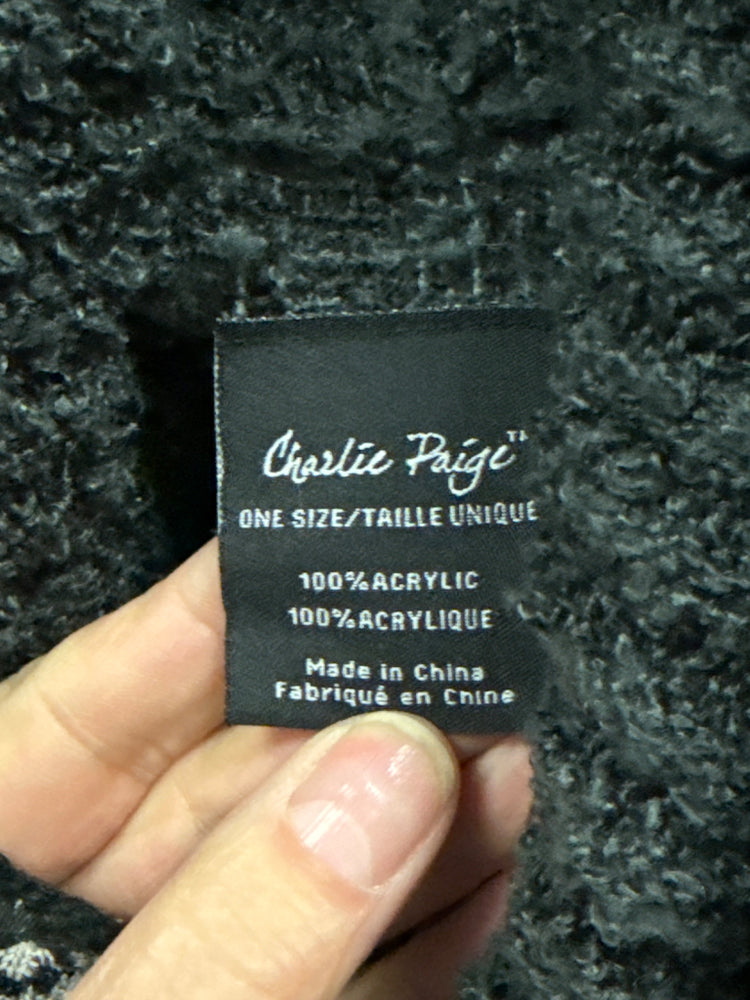 Charlie Paige™
ONE SIZE/TAILLE UNIQUE
100%ACRYLIC
100%ACRYLIQUE
Made in China
Fabriqué en Chine